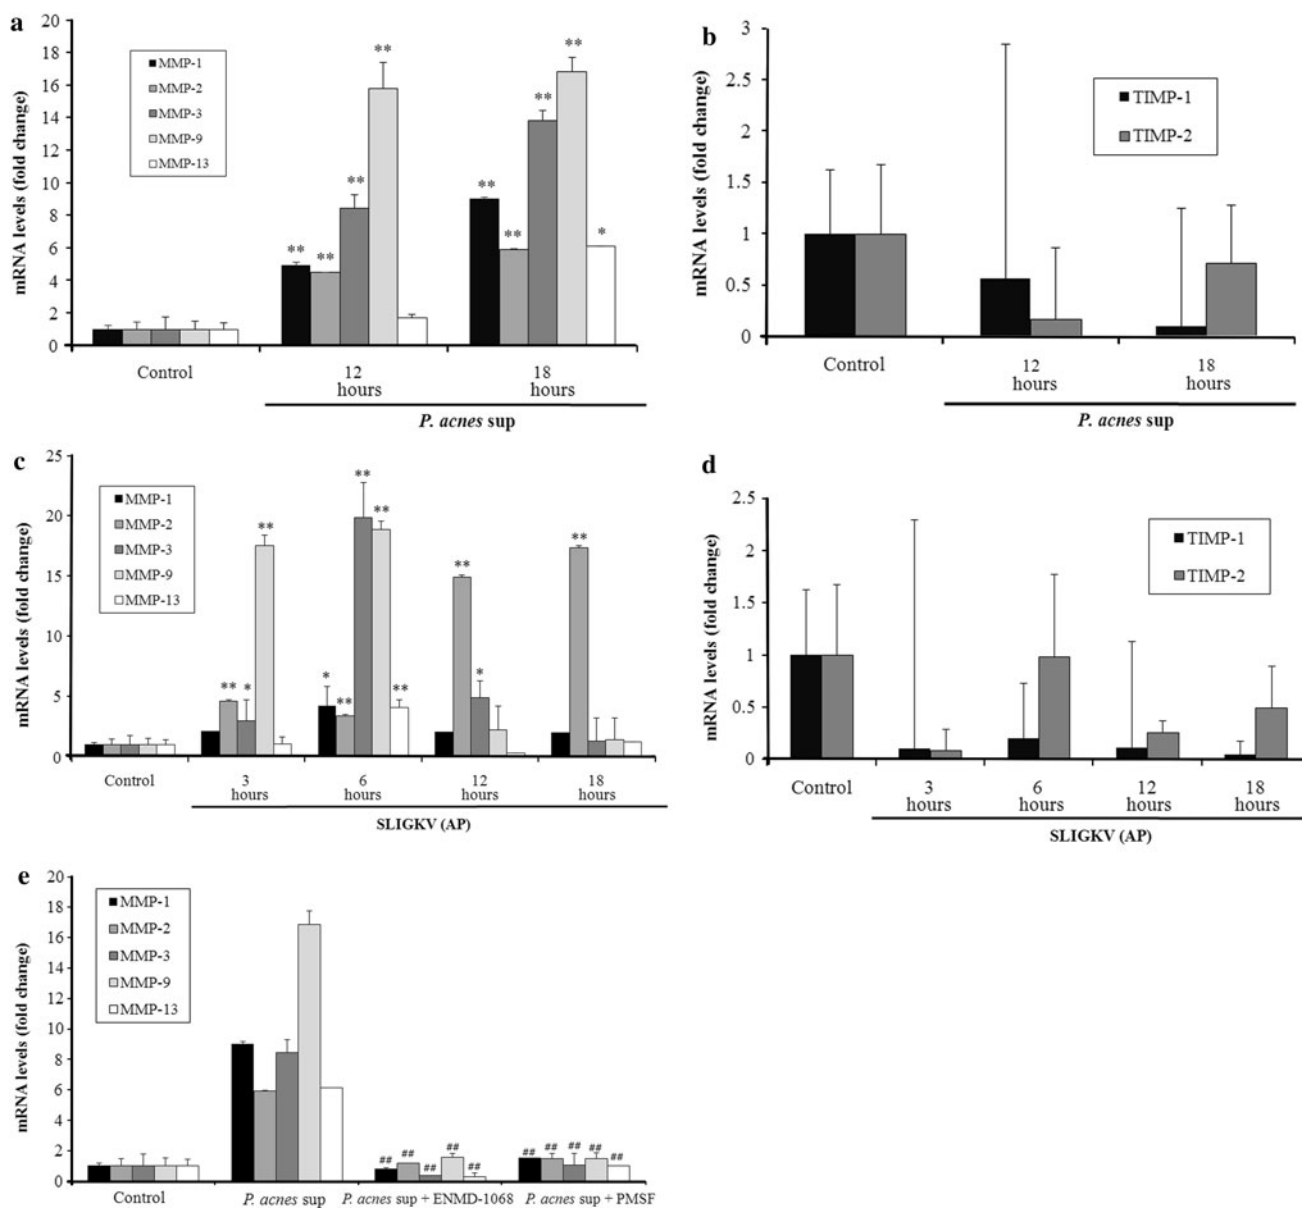 a
mRNA levels (fold change)
20
18
16
14
12
10
8
6
4
2
0
MMP-1
MMP-2
MMP-3
MMP-9
MMP-13
**
**
**
**
**
**
**
**
*
Control
12
hours
18
hours
P. acnes sup
b
mRNA levels (fold change)
3
2.5
2
1.5
1
0.5
0
TIMP-1
TIMP-2
Control
12
hours
18
hours
P. acnes sup
c
mRNA levels (fold change)
25
20
15
10
5
0
MMP-1
MMP-2
MMP-3
MMP-9
MMP-13
**
*
**
*
**
**
**
**
**
*
**
Control
3
hours
6
hours
12
hours
18
hours
SLIGKV (AP)
d
mRNA levels (fold change)
2.5
2
1.5
1
0.5
0
TIMP-1
TIMP-2
Control
3
hours
6
hours
12
hours
18
hours
SLIGKV (AP)
e
mRNA levels (fold change)
20
18
16
14
12
10
8
6
4
2
0
MMP-1
MMP-2
MMP-3
MMP-9
MMP-13
##
##
##
##
##
##
##
##
##
##
Control
P. acnes sup
P. acnes sup + ENMD-1068
P. acnes sup + PMSF